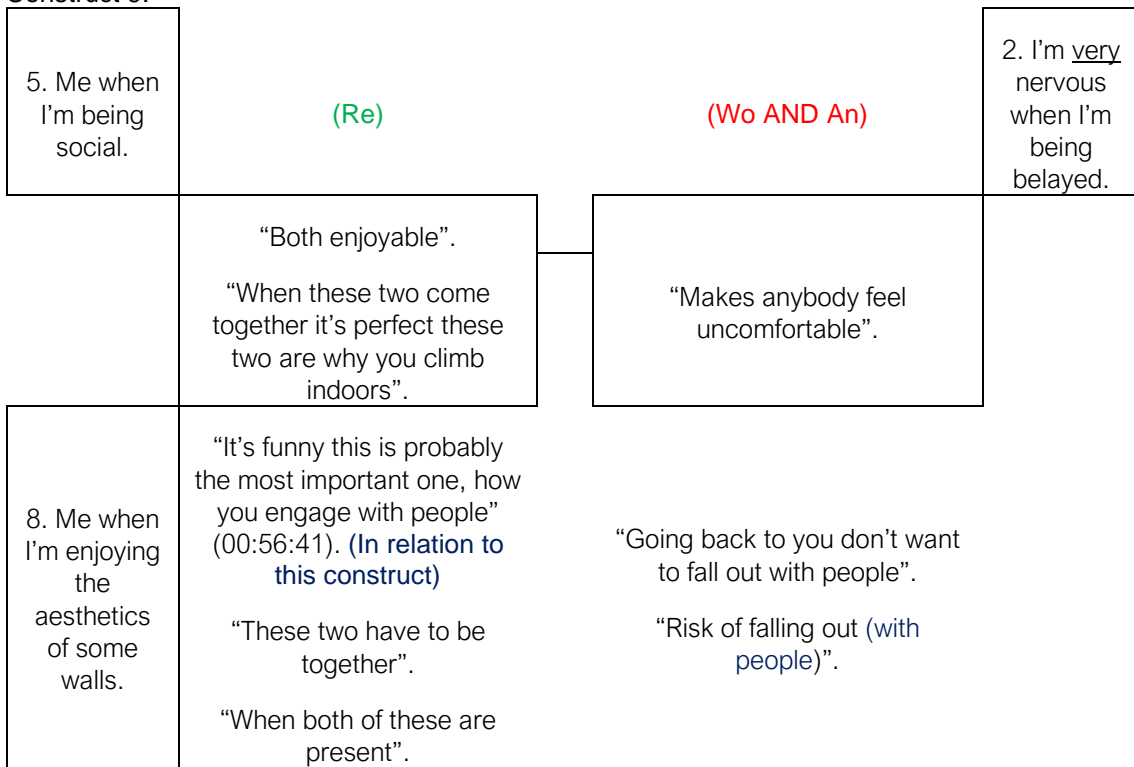 5. Me when
I'm being
social.
(Re)
(Wo AND An)
2. I'm very
nervous
when I'm
being
belayed.
“Both enjoyable”.
“When these two come
together it's perfect these
two are why you climb
indoors”.
“Makes anybody feel
uncomfortable”.
8. Me when
I'm enjoying
the
aesthetics
of some
walls.
“It's funny this is probably
the most important one, how
you engage with people”
(00:56:41). (In relation to
this construct)
“These two have to be
together”.
“When both of these are
present”.
“Going back to you don't want
to fall out with people”.
“Risk of falling out (with
people)”.